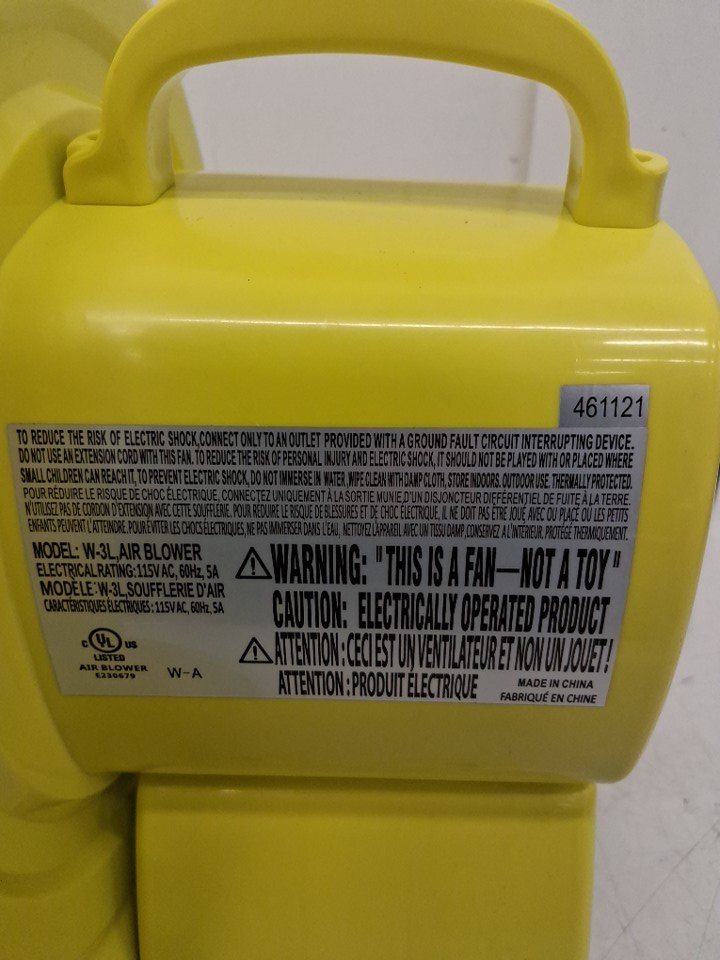 461121
TO REDUCE THE RISK OF ELECTRIC SHOCK,CONNECT ONLY TO AN OUTLET PROVIDED WITH A GROUND FAULT CIRCUIT INTERRUPTING DEVICE.
DO NOT USE AN EXTENSION CORD WITH THIS FAN. TO REDUCE THE RISK OF PERSONAL INJURY AND ELECTRIC SHOCK, IT SHOULD NOT BE PLAYED WITH OR PLACED WHERE
SMALL CHILDREN CAN REACH IT, TO PREVENT ELECTRIC SHOCK, DO NOT IMMERSE IN WATER, WIPE CLEAN WITH DAMP CLOTH, STORE INDOORS. OUTDOOR USE. THERMALLY PROTECTED.
POUR RÉDUIRE LE RISQUE DE CHOC ÉLECTRIQUE, CONNECTEZ UNIQUEMENT À LA SORTIE MUNIE,D'UN DISJONCTEUR DIFFÉRENTIEL DE FUITE À LA TERRE.
N'UTILISEZ PAS DE CORDON D'EXTENSION AVEC CETTE SOUFFLERIE. POUR REDUIRE LE RISQUE DE BLESSURES ET DE CHOC ÉLECTRIQUE, IL NE DOIT PAS ÊTRE JOUE AVEC OU PLACÉ OU LES PETITS
ENFANTS PEUVENT L'ATTEINDRE. POUR ÉVITER LES CHOCS ÉLECTRIQUES, NE PAS IMMERSER DANS L'EAU, NETTOYEZ L'APPAREIL AVEC UN TISSU DAMP, CONSERVEZ A L'INTÉRIEUR. PROTÉGÉ THERMIQUEMENT.
MODEL: W-3L,AIR BLOWER
ELECTRICAL RATING:115V AC, 60Hz, 5A
MODÈLE:W-3L,SOUFFLERIE D'AIR
CARACTÉRISTIQUES ÉLECTRIQUES : 115V AC, 60Hz, 5A
C UL US
LISTED
AIR BLOWER
E230679
W-A
WARNING: "THIS IS A FAN—NOT A TOY"
CAUTION: ELECTRICALLY OPERATED PRODUCT
ATTENTION : CECI EST UN VENTILATEUR ET NON UN JOUET !
ATTENTION : PRODUIT ÉLECTRIQUE
MADE IN CHINA
FABRIQUÉ EN CHINE